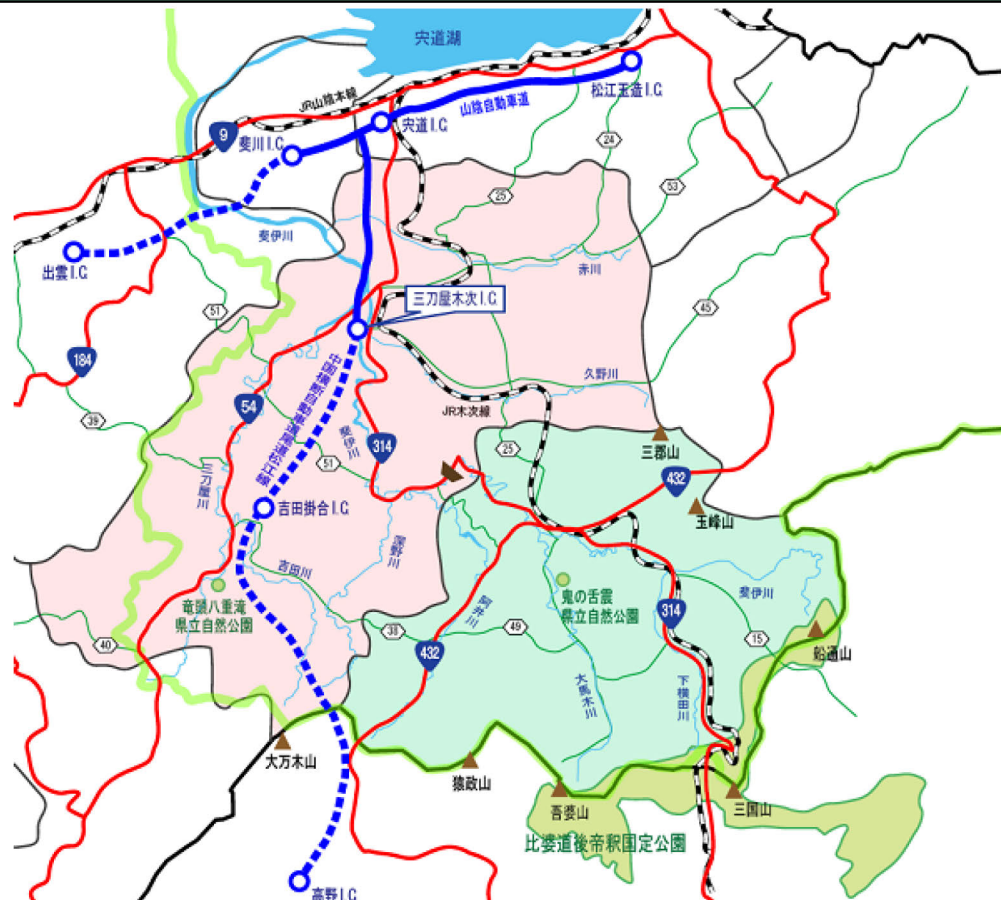 宍道湖
松江玉造I.C
山陰自動車道
JR山陰本線
宍道I.C
9
斐川I.C
24
53
25
斐伊川
出雲I.C
赤川
三刀屋木次I.C
51
45
184
久野川
中国横断自動車道尾道松江線
54
JR木次線
39
斐伊川
314
25
三郡山
51
432
三刀屋川
吉田掛合I.C
玉峰山
深野川
吉田川
鬼の舌震
県立自然公園
斐伊川
竜頭八重滝
県立自然公園
阿井川
314
38
49
15
40
432
船通山
大馬木川
下横田川
大万木山
猿政山
吾婆山
三国山
比婆道後帝釈国定公園
高野I.C